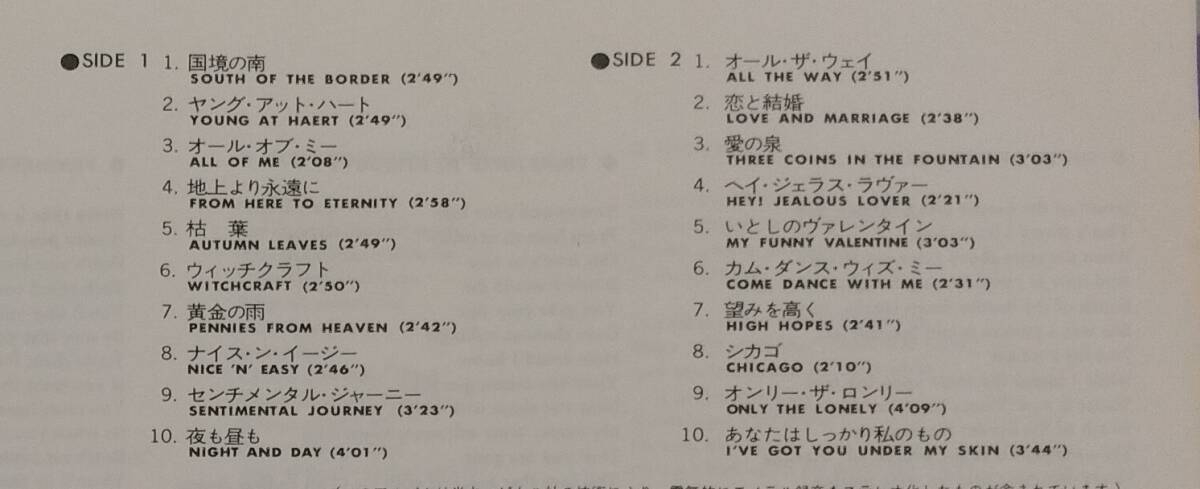 ●SIDE 1
1. 国境の南
SOUTH OF THE BORDER (2'49")
2. ヤング・アット・ハート
YOUNG AT HAERT (2'49")
3. オール・オブ・ミー
ALL OF ME (2'08")
4. 地上より永遠に
FROM HERE TO ETERNITY (2'58")
5. 枯 葉
AUTUMN LEAVES (2'49")
6. ウィッチクラフト
WITCHCRAFT (2'50")
7. 黄金の雨
PENNIES FROM HEAVEN (2'42")
8. ナイス・ン・イージー
NICE 'N' EASY (2'46")
9. センチメンタル・ジャーニー
SENTIMENTAL JOURNEY (3'23")
10. 夜も昼も
NIGHT AND DAY (4'01")
●SIDE 2
1. オール・ザ・ウェイ
ALL THE WAY (2'51")
2. 恋と結婚
LOVE AND MARRIAGE (2'38")
3. 愛の泉
THREE COINS IN THE FOUNTAIN (3'03")
4. ヘイ・ジェラス・ラヴァー
HEY! JEALOUS LOVER (2'21")
5. いとしのヴァレンタイン
MY FUNNY VALENTINE (3'03")
6. カム・ダンス・ウィズ・ミー
COME DANCE WITH ME (2'31")
7. 望みを高く
HIGH HOPES (2'41")
8. シカゴ
CHICAGO (2'10")
9. オンリー・ザ・ロンリー
ONLY THE LONELY (4'09")
10. あなたはしっかり私のもの
I'VE GOT YOU UNDER MY SKIN (3'44")